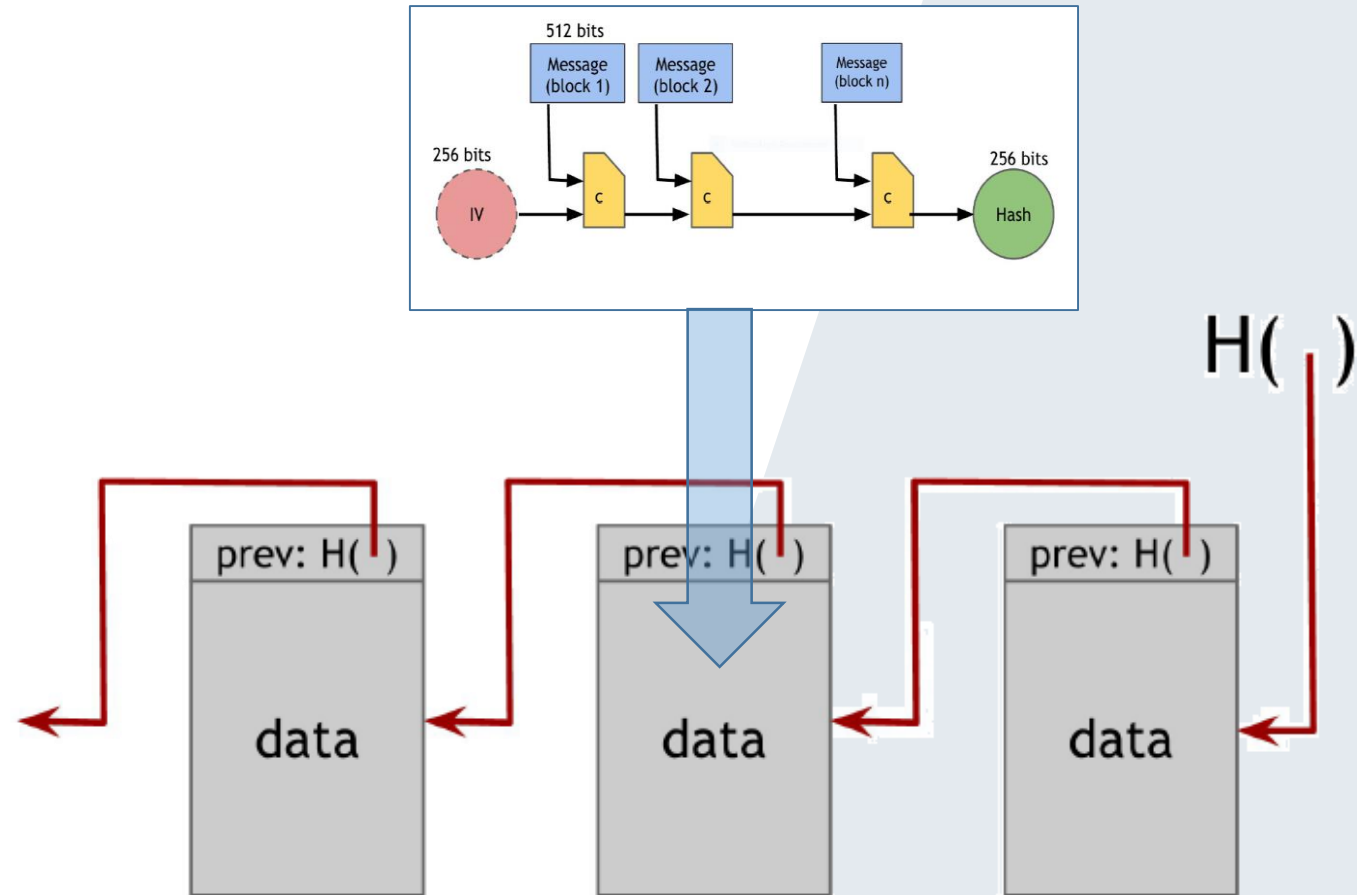 512 bits
Message
(block 1)
Message
(block 2)
Message
(block n)
256 bits
256 bits
IV
c
c
c
Hash
H( )
prev: H( )
prev: H( )
prev: H( )
data
data
data